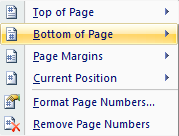 Top of Page
Bottom of Page
Page Margins
Current Position
Format Page Numbers...
Remove Page Numbers